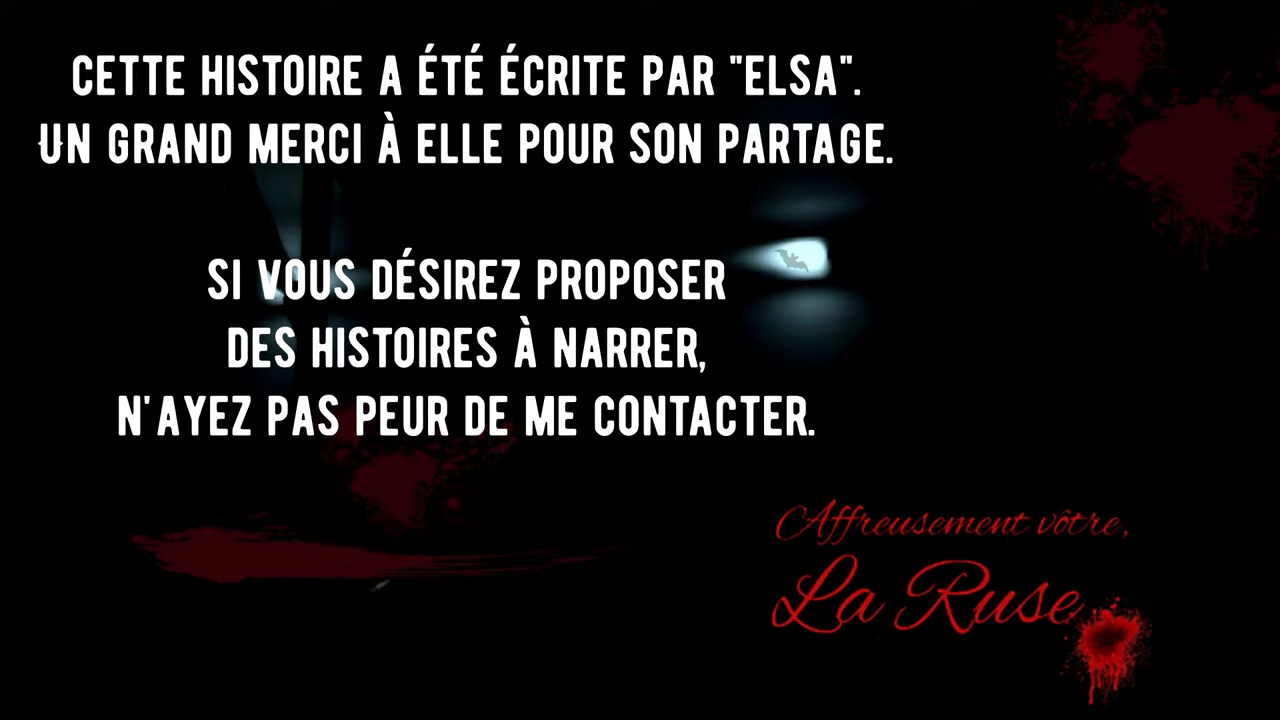 CETTE HISTOIRE A ÉTÉ ÉCRITE PAR "ELSA".
UN GRAND MERCI À ELLE POUR SON PARTAGE.
SI VOUS DÉSIREZ PROPOSER
DES HISTOIRES À NARRER,
N'AYEZ PAS PEUR DE ME CONTACTER.
Affreusement vôtre,
La Ruse